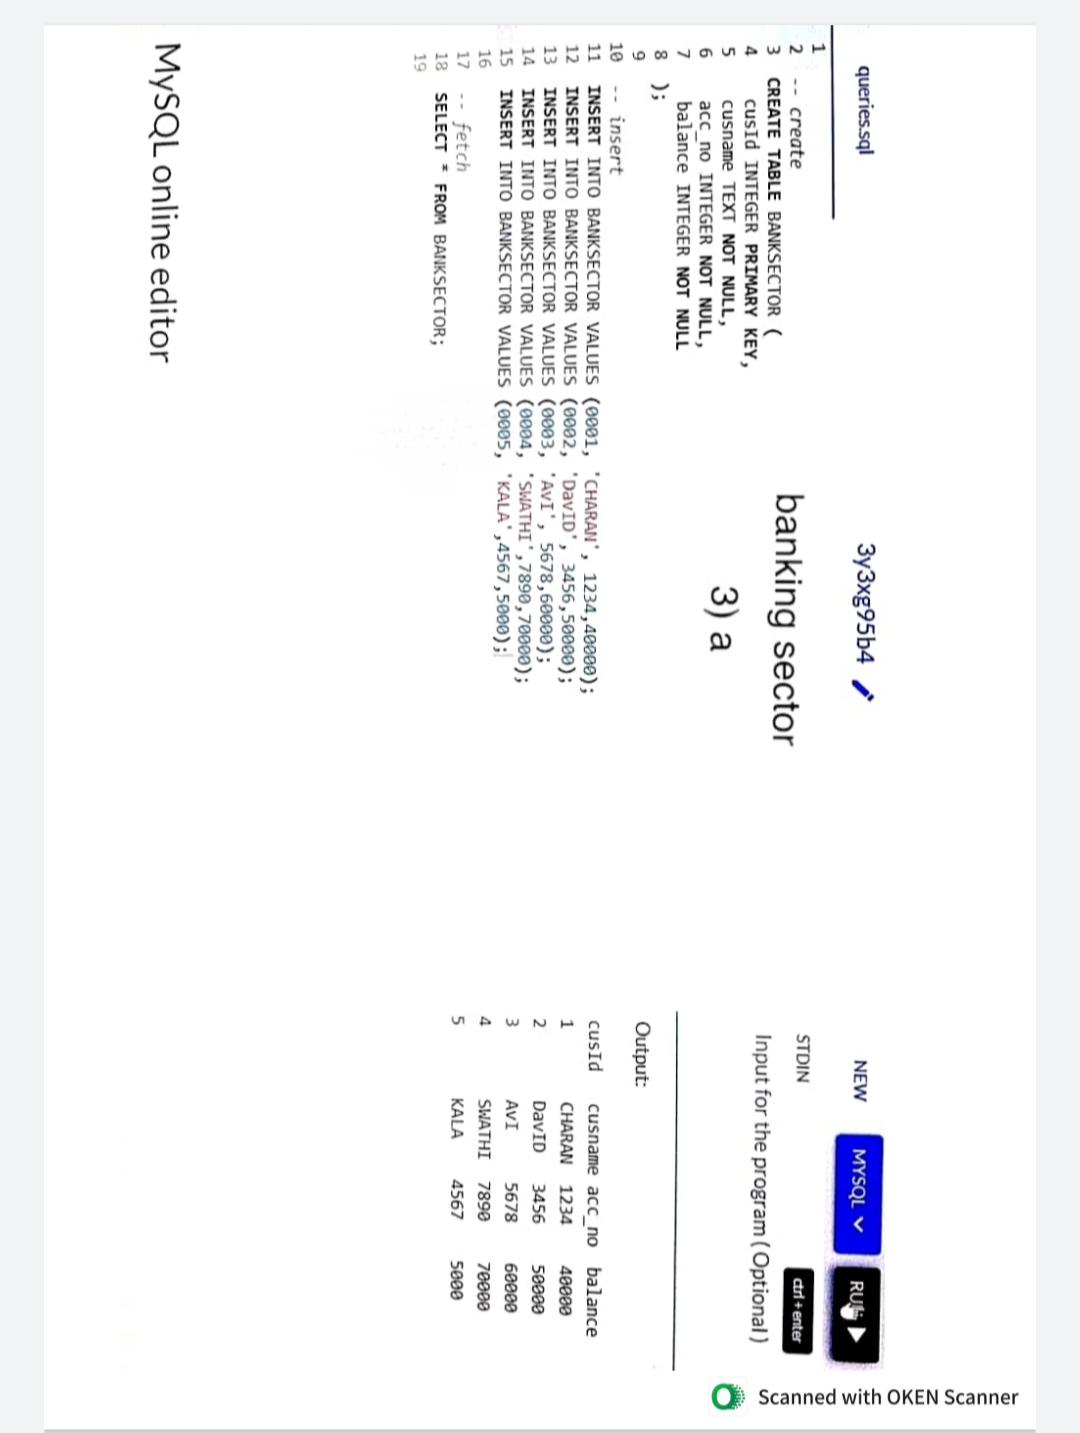 queries.sql
3y3xg95b4
NEW
MYSQL
RUN
banking sector
3) a
STDIN
ctrl+enter
Input for the program (Optional)
1
2 -- create
3 CREATE TABLE BANKSECTOR (
4 cusId INTEGER PRIMARY KEY,
5 cusname TEXT NOT NULL,
6 acc_no INTEGER NOT NULL,
7 balance INTEGER NOT NULL
8 );
9
10 -- insert
11 INSERT INTO BANKSECTOR VALUES (0001, 'CHARAN', 1234,40000);
12 INSERT INTO BANKSECTOR VALUES (0002, 'DavID', 3456,50000);
13 INSERT INTO BANKSECTOR VALUES (0003, 'AvI', 5678,60000);
14 INSERT INTO BANKSECTOR VALUES (0004, 'SWATHI',7890,70000);
15 INSERT INTO BANKSECTOR VALUES (0005, 'KALA',4567,5000);
16
17 -- fetch
18 SELECT * FROM BANKSECTOR;
19
Output:
cusId cusname acc_no balance
1 CHARAN 1234 40000
2 DavID 3456 50000
3 AvI 5678 60000
4 SWATHI 7890 70000
5 KALA 4567 5000
MySQL online editor
Scanned with OKEN Scanner